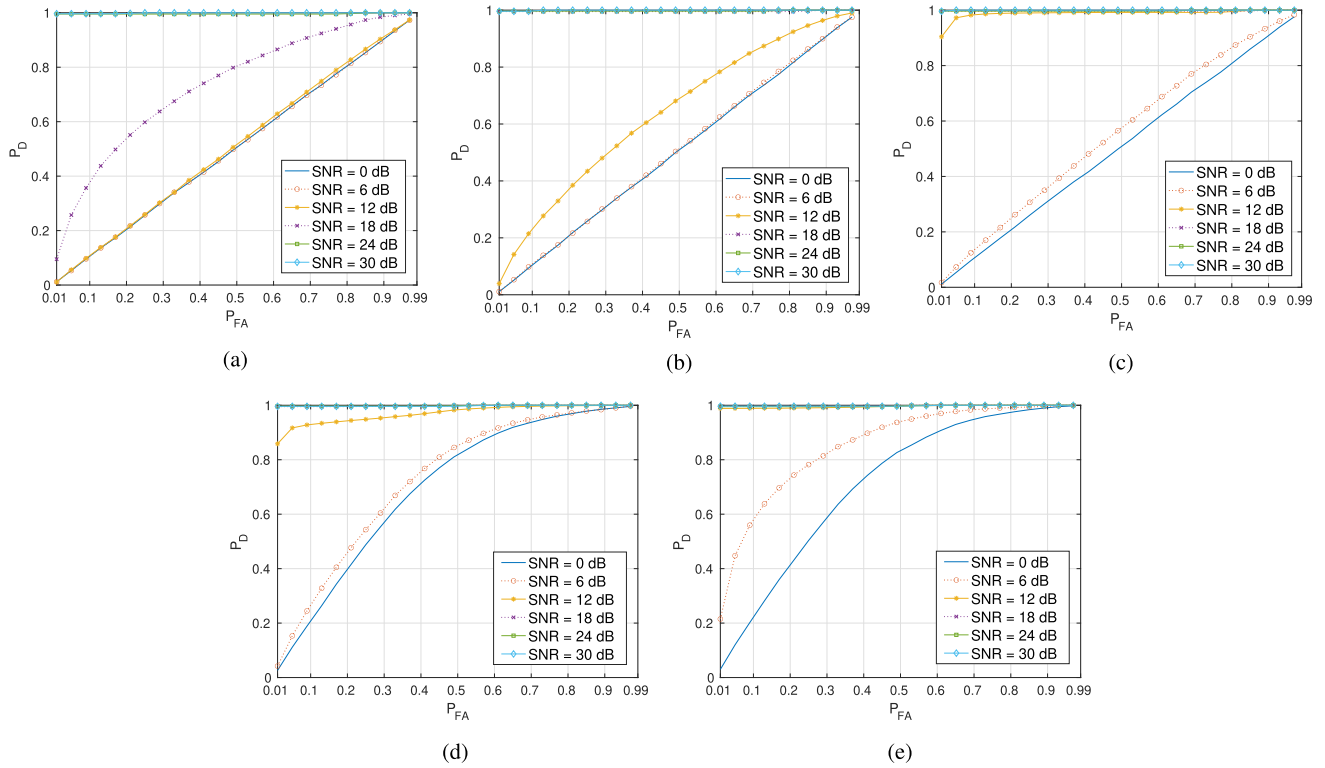 1
0.8
0.6
0.4
0.2
0
P_D
SNR = 0 dB
SNR = 6 dB
SNR = 12 dB
SNR = 18 dB
SNR = 24 dB
SNR = 30 dB
0.01 0.1 0.2 0.3 0.4 0.5 0.6 0.7 0.8 0.9 0.99
P_FA
(a)
1
0.8
0.6
0.4
0.2
0
P_D
SNR = 0 dB
SNR = 6 dB
SNR = 12 dB
SNR = 18 dB
SNR = 24 dB
SNR = 30 dB
0.01 0.1 0.2 0.3 0.4 0.5 0.6 0.7 0.8 0.9 0.99
P_FA
(b)
1
0.8
0.6
0.4
0.2
0
P_D
SNR = 0 dB
SNR = 6 dB
SNR = 12 dB
SNR = 18 dB
SNR = 24 dB
SNR = 30 dB
0.01 0.1 0.2 0.3 0.4 0.5 0.6 0.7 0.8 0.9 0.99
P_FA
(c)
1
0.8
0.6
0.4
0.2
0
P_D
SNR = 0 dB
SNR = 6 dB
SNR = 12 dB
SNR = 18 dB
SNR = 24 dB
SNR = 30 dB
0.01 0.1 0.2 0.3 0.4 0.5 0.6 0.7 0.8 0.9 0.99
P_FA
(d)
1
0.8
0.6
0.4
0.2
0
P_D
SNR = 0 dB
SNR = 6 dB
SNR = 12 dB
SNR = 18 dB
SNR = 24 dB
SNR = 30 dB
0.01 0.1 0.2 0.3 0.4 0.5 0.6 0.7 0.8 0.9 0.99
P_FA
(e)